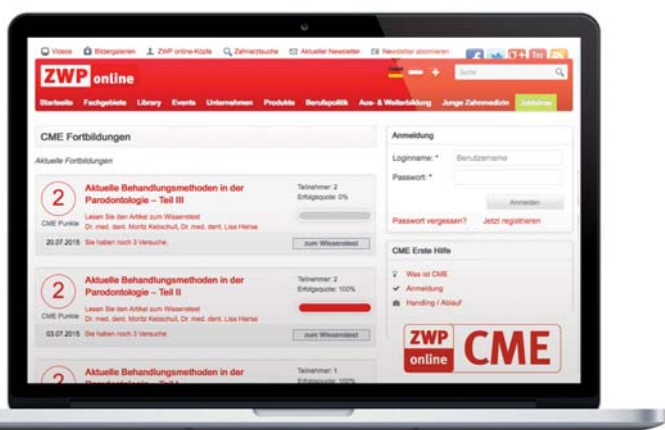 Videos Bildergalerien ZWP online-Köpfe Zahnarztsuche Aktueller Newsletter Newsletter abonnieren
ZWP online
Suche
Startseite Fachgebiete Library Events Unternehmen Produkte Berufspolitik Aus- & Weiterbildung Junge Zahnmedizin Jobbörse
CME Fortbildungen
Aktuelle Fortbildungen
2
CME Punkte
Aktuelle Behandlungsmethoden in der
Parodontologie – Teil III
Lesen Sie den Artikel zum Wissenstest
Dr. med. dent. Moritz Kebschull, Dr. med. dent. Lisa Hierse
Teilnehmer: 2
Erfolgsquote: 0%
20.07.2015 Sie haben noch 3 Versuche.
zum Wissenstest
2
CME Punkte
Aktuelle Behandlungsmethoden in der
Parodontologie – Teil II
Lesen Sie den Artikel zum Wissenstest
Dr. med. dent. Moritz Kebschull, Dr. med. dent. Lisa Hierse
Teilnehmer: 2
Erfolgsquote: 100%
03.07.2015 Sie haben noch 3 Versuche.
zum Wissenstest
2
Aktuelle Behandlungsmethoden in der
Parodontologie – Teil I
Teilnehmer: 1
Erfolgsquote: 100%
Anmeldung
Loginname: * Benutzername
Passwort: *
Anmelden
Passwort vergessen? Jetzt registrieren
CME Erste Hilfe
Was ist CME
Anmeldung
Handling / Ablauf
ZWP
online
CME